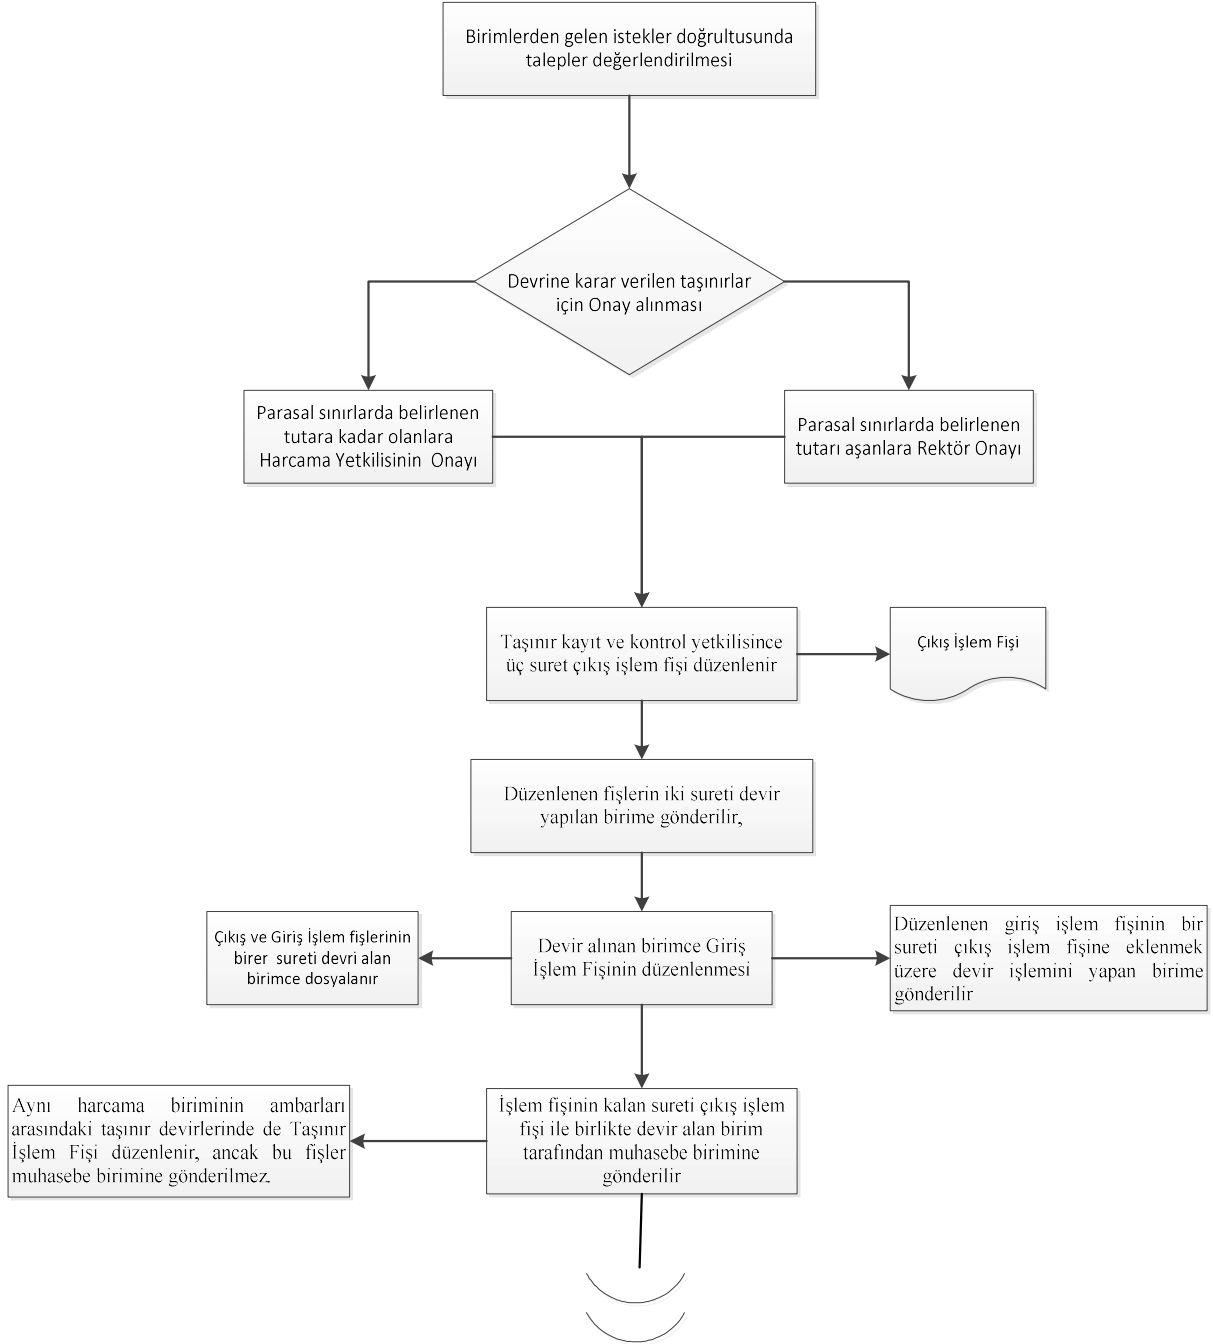 Birimlerden gelen istekler doğrultusunda
talepler değerlendirilmesi
Devrine karar verilen taşınırlar
için Onay alınması
Parasal sınırlarda belirlenen
tutara kadar olanlara
Harcama Yetkilisinin Onayı
Parasal sınırlarda belirlenen
tutarı aşanlara Rektör Onayı
Taşınır kayıt ve kontrol yetkilisince
üç suret çıkış işlem fişi düzenlenir
Çıkış İşlem Fişi
Düzenlenen fişlerin iki sureti devir
yapılan birime gönderilir,
Çıkış ve Giriş İşlem fişlerinin
birer sureti devri alan
birimce dosyalanır
Devir alınan birimce Giriş
İşlem Fişinin düzenlenmesi
Düzenlenen giriş işlem fişinin bir
sureti çıkış işlem fişine eklenmek
üzere devir işlemini yapan birime
gönderilir
Aynı harcama biriminin ambarları
arasındaki taşınır devirlerinde de Taşınır
İşlem Fişi düzenlenir, ancak bu fişler
muhasebe birimine gönderilmez.
İşlem fişinin kalan sureti çıkış işlem
fişi ile birlikte devir alan birim
tarafından muhasebe birimine
gönderilir